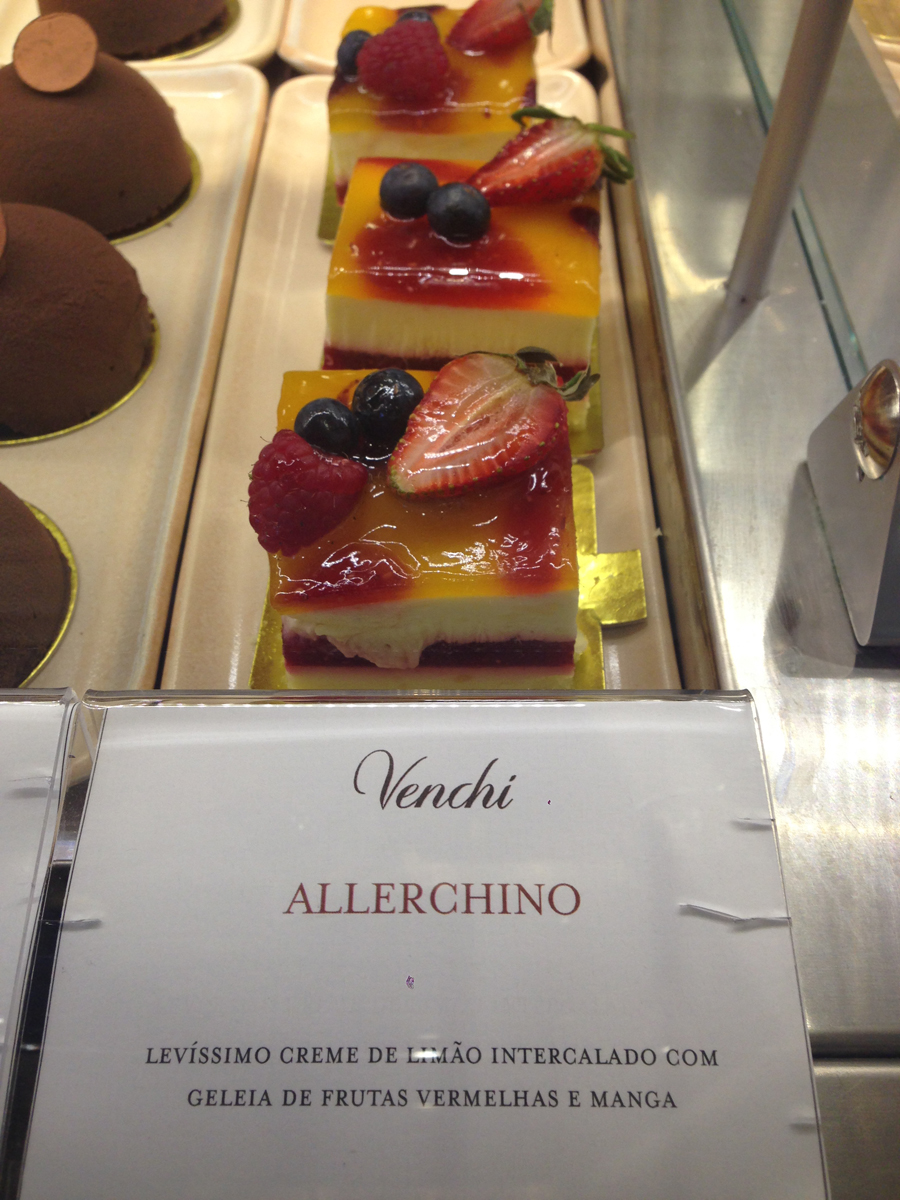 Venchi
ALLERCHINO
LEVÍSSIMO CREME DE LIMÃO INTERCALADO COM
GELEIA DE FRUTAS VERMELHAS E MANGA